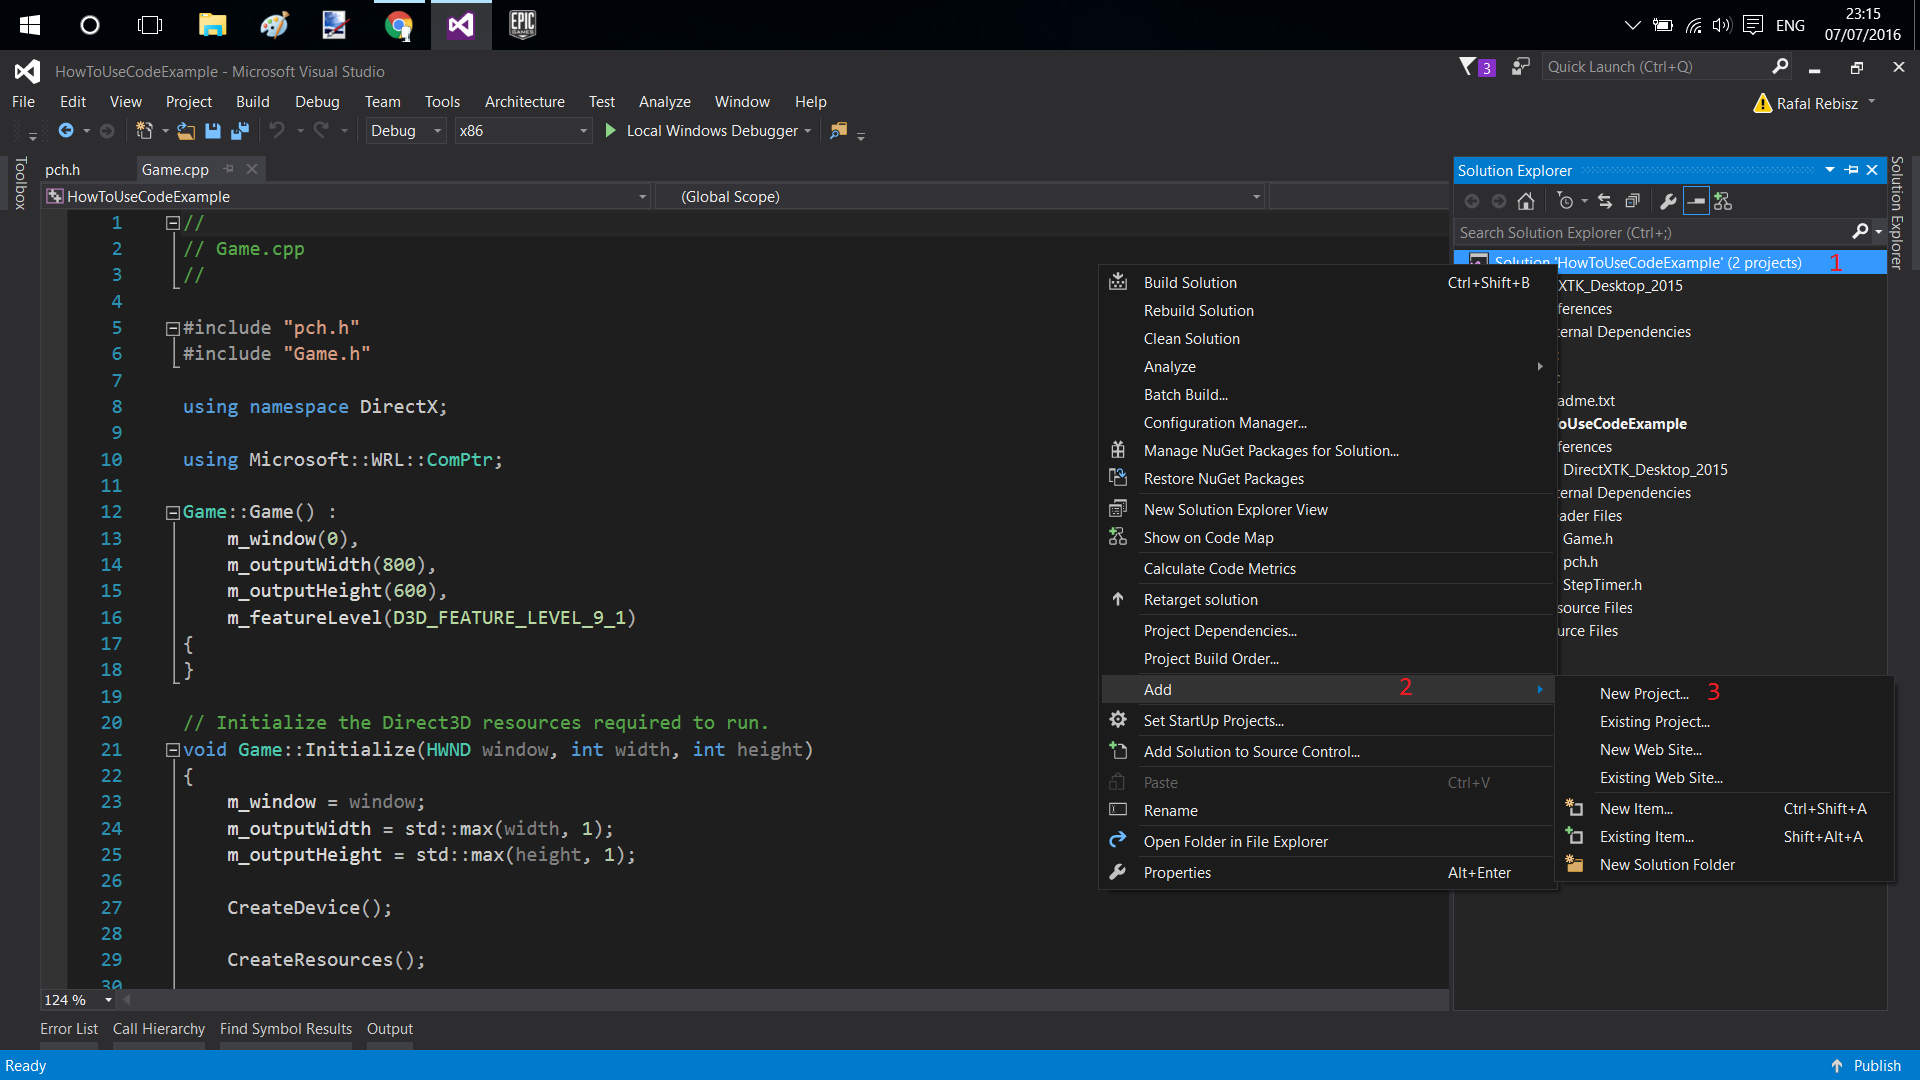 EPIC
GAMES
ENG
23:15
07/07/2016
HowToUseCodeExample - Microsoft Visual Studio
3
Quick Launch (Ctrl+Q)
File Edit View Project Build Debug Team Tools Architecture Test Analyze Window Help
Rafal Rebisz
Debug x86 Local Windows Debugger
Toolbox
pch.h Game.cpp
HowToUseCodeExample (Global Scope)
1 //
2 // Game.cpp
3 //
4
5 #include "pch.h"
6 #include "Game.h"
7
8 using namespace DirectX;
9
10 using Microsoft::WRL::ComPtr;
11
12 Game::Game() :
13 m_window(0),
14 m_outputWidth(800),
15 m_outputHeight(600),
16 m_featureLevel(D3D_FEATURE_LEVEL_9_1)
17 {
18 }
19
20 // Initialize the Direct3D resources required to run.
21 void Game::Initialize(HWND window, int width, int height)
22 {
23 m_window = window;
24 m_outputWidth = std::max(width, 1);
25 m_outputHeight = std::max(height, 1);
26
27 CreateDevice();
28
29 CreateResources();
30
124 %
Build Solution Ctrl+Shift+B
Rebuild Solution
Clean Solution
Analyze
Batch Build...
Configuration Manager...
Manage NuGet Packages for Solution...
Restore NuGet Packages
New Solution Explorer View
Show on Code Map
Calculate Code Metrics
Retarget solution
Project Dependencies...
Project Build Order...
Add 2
Set StartUp Projects...
Add Solution to Source Control...
Paste Ctrl+V
Rename
Open Folder in File Explorer
Properties Alt+Enter
New Project... 3
Existing Project...
New Web Site...
Existing Web Site...
New Item... Ctrl+Shift+A
Existing Item... Shift+Alt+A
New Solution Folder
Solution Explorer
Search Solution Explorer (Ctrl+;)
Solution 'HowToUseCodeExample' (2 projects) 1
XTK_Desktop_2015
ferences
ternal Dependencies
adme.txt
oUseCodeExample
ferences
DirectXTK_Desktop_2015
ternal Dependencies
ader Files
Game.h
pch.h
StepTimer.h
source Files
urce Files
Solution Explorer
Error List Call Hierarchy Find Symbol Results Output
Ready
Publish